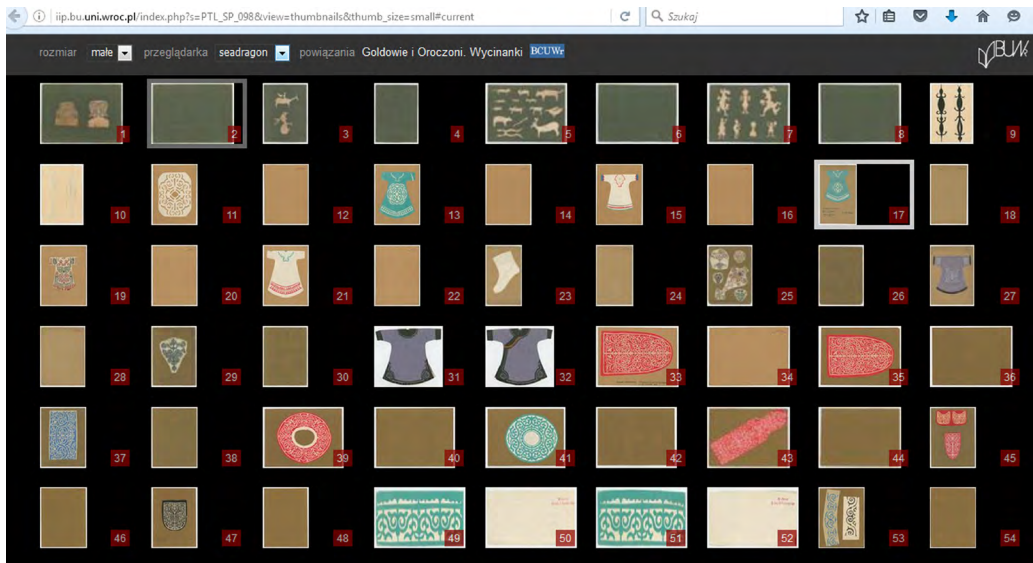 iip.bu.uni.wroc.pl/index.php?s=PTL_SP_098&view=thumbnails&thumb_size=small#current
Szukaj
rozmiar małe przeglądarka seadragon powiązania Goldowie i Oroczoni. Wycinanki BCUWr
BUWr
1 2 3 4 5 6 7 8 9
10 11 12 13 14 15 16 17 18
19 20 21 22 23 24 25 26 27
28 29 30 31 32 33 34 35 36
37 38 39 40 41 42 43 44 45
46 47 48 49 50 51 52 53 54